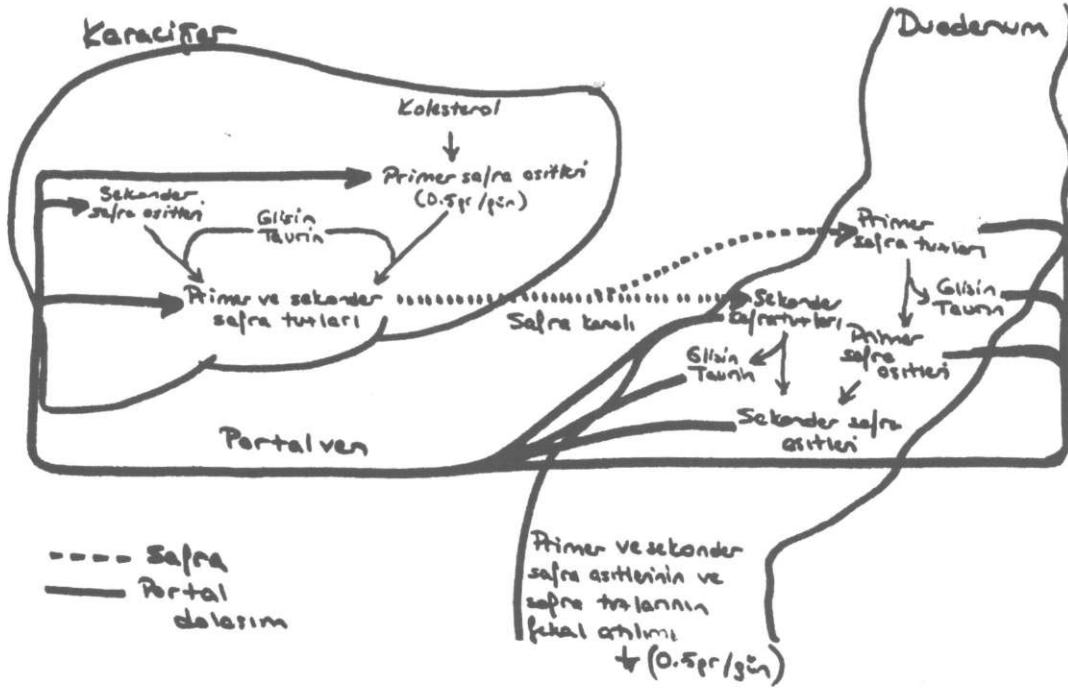 Karaciğer
Duodenum
Kolesterol
Primer safra asitleri
(0.5gr/gün)
Sekonder
safra asitleri
Glisin
Taurin
Primer ve sekonder
safra tuzları
Safra kanalı
Primer
safra tuzları
Glisin
Taurin
Sekonder
safra tuzları
Primer
safra
asitleri
Glisin
Taurin
Sekonder safra
asitleri
Portal ven
Safra
Portal
dolaşım
Primer ve sekonder
safra asitlerinin ve
safra tuzlarının
fekal atılımı
(0.5gr/gün)